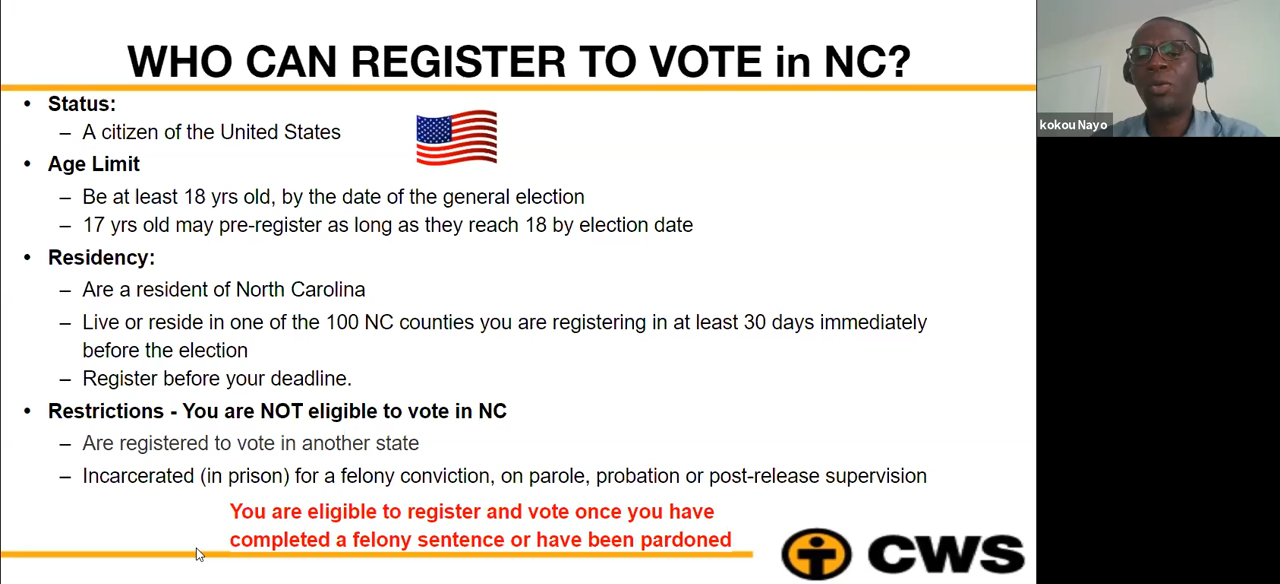 WHO CAN REGISTER TO VOTE in NC?
• Status:
– A citizen of the United States
• Age Limit
– Be at least 18 yrs old, by the date of the general election
– 17 yrs old may pre-register as long as they reach 18 by election date
• Residency:
– Are a resident of North Carolina
– Live or reside in one of the 100 NC counties you are registering in at least 30 days immediately
before the election
– Register before your deadline.
• Restrictions - You are NOT eligible to vote in NC
– Are registered to vote in another state
– Incarcerated (in prison) for a felony conviction, on parole, probation or post-release supervision
You are eligible to register and vote once you have
completed a felony sentence or have been pardoned
CWS
kokou Nayo